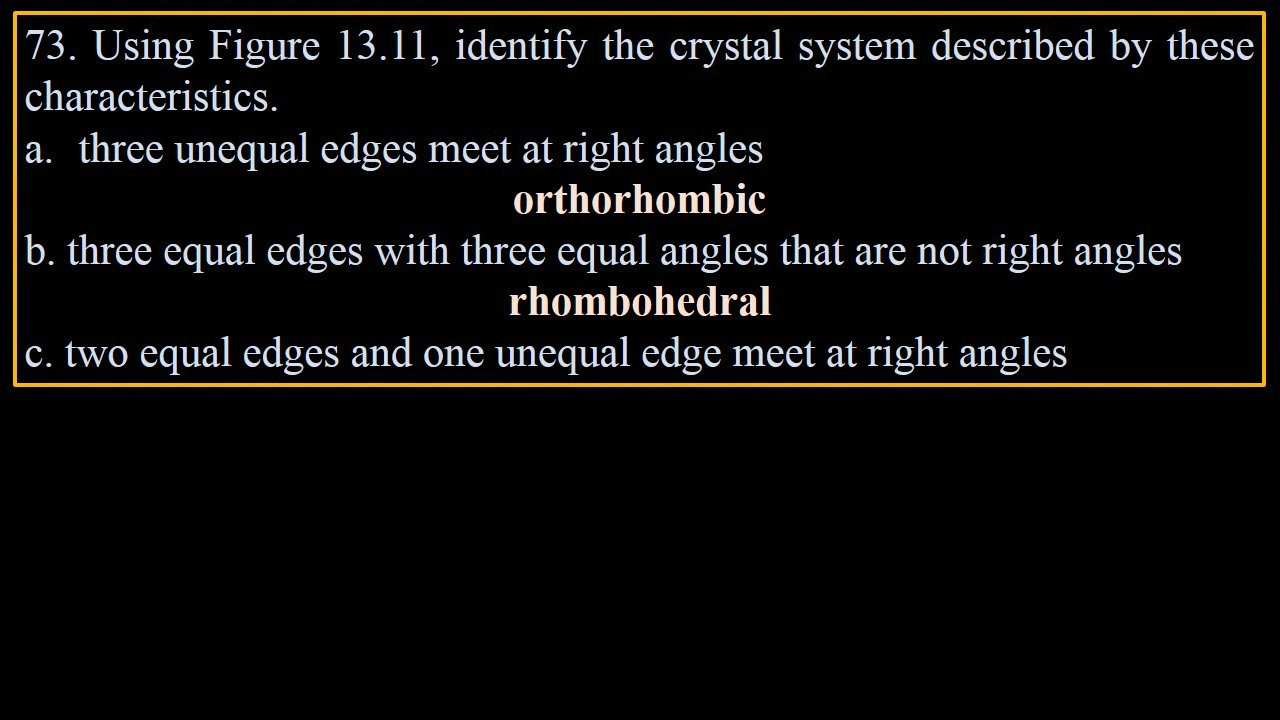 73. Using Figure 13.11, identify the crystal system described by these
characteristics.
a. three unequal edges meet at right angles
orthorhombic
b. three equal edges with three equal angles that are not right angles
rhombohedral
c. two equal edges and one unequal edge meet at right angles